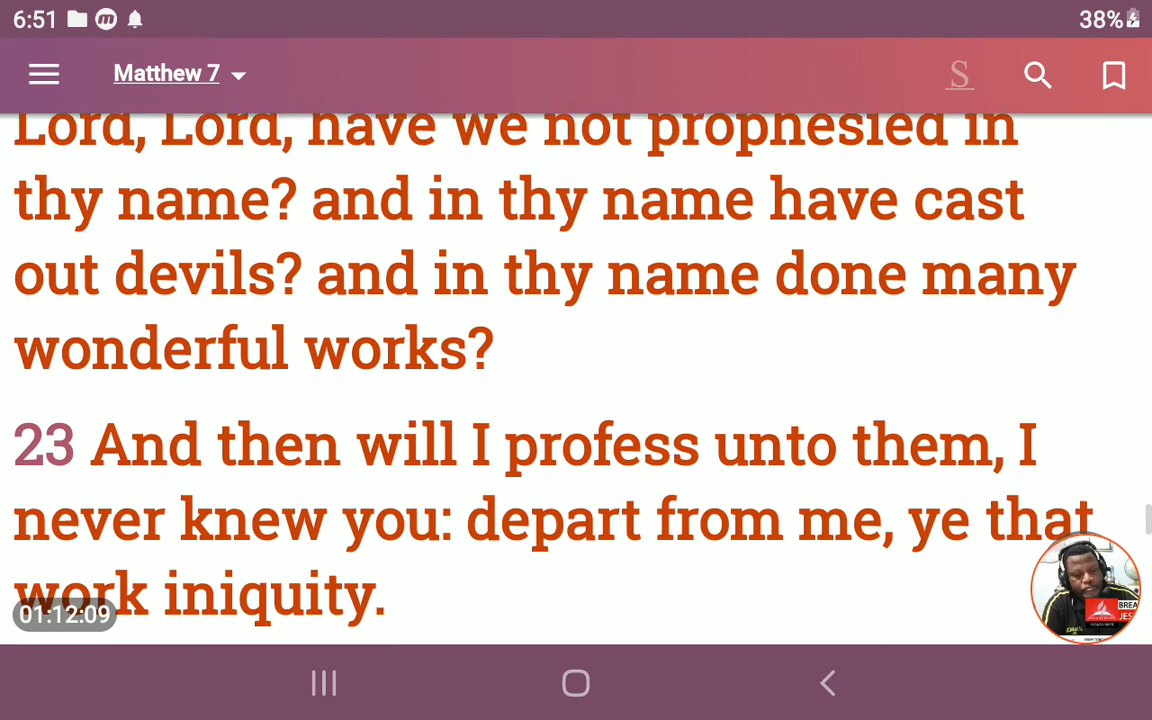 6:51
38%
Matthew 7
S
Lord, Lord, have we not prophesied in
thy name? and in thy name have cast
out devils? and in thy name done many
wonderful works?
23 And then will I profess unto them, I
never knew you: depart from me, ye that
work iniquity.
01:12:09
BREA
JES